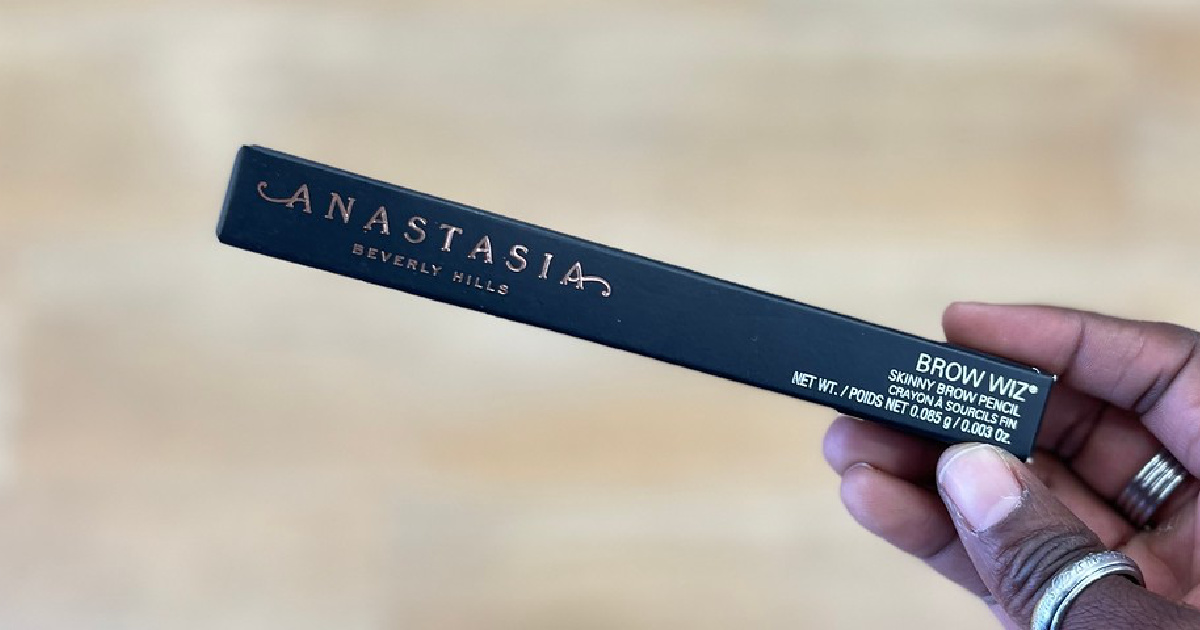 ANASTASIA
BEVERLY HILLS
BROW WIZ®
SKINNY BROW PENCIL
CRAYON À SOURCILS FIN
NET WT. / POIDS NET 0.085 g / 0.003 Oz.